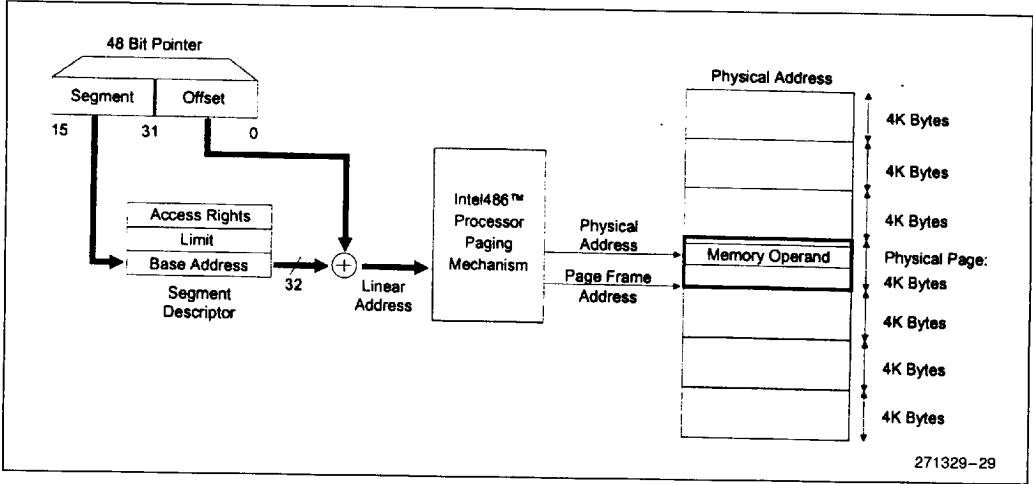 48 Bit Pointer
Segment
Offset
15
31
0
Access Rights
Limit
Base Address
Segment
Descriptor
32
+
Linear
Address
Intel486™
Processor
Paging
Mechanism
Physical
Address
Page Frame
Address
Physical Address
Memory Operand
4K Bytes
4K Bytes
4K Bytes
Physical Page:
4K Bytes
4K Bytes
4K Bytes
4K Bytes
271329-29